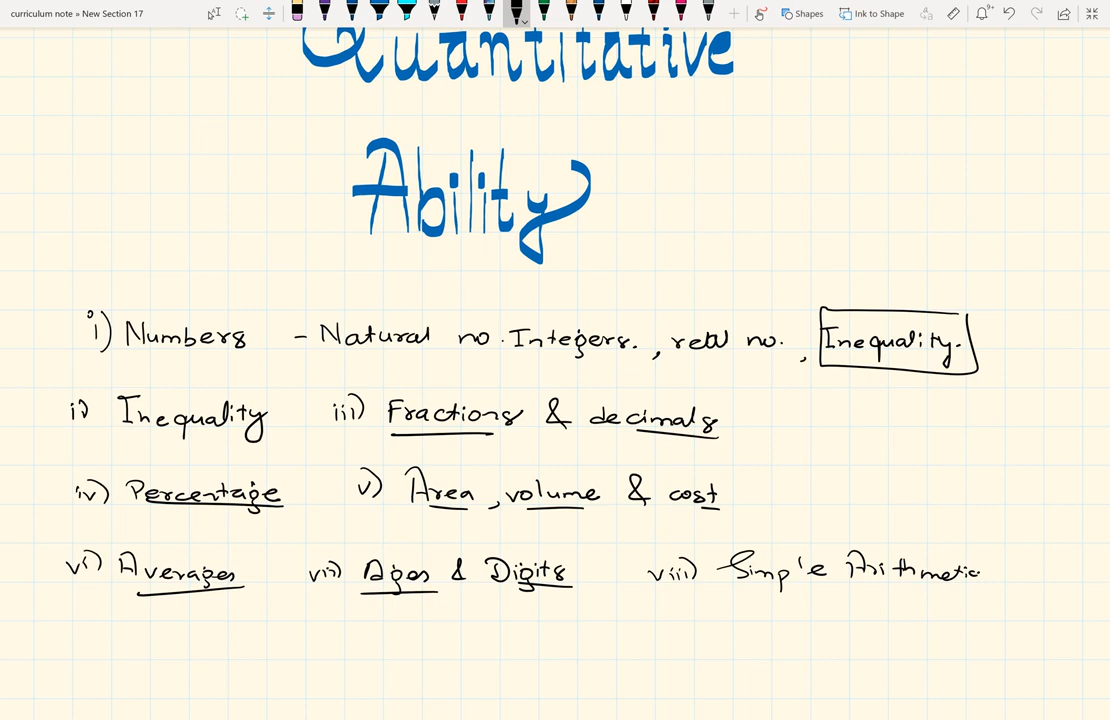 curriculum note » New Section 17
Shapes Ink to Shape 9+
Quantitative
Ability
i) Numbers - Natural no. Integers. , real no. , Inequality.
ii) Inequality iii) Fractions & decimals
iv) Percentage v) Area, volume & cost
vi) Averages vii) Ages & Digits viii) Simple Arithmetic